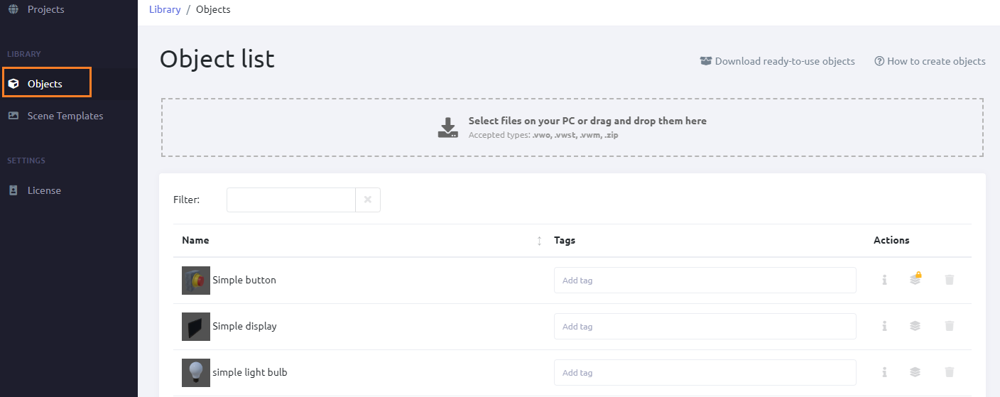 Projects
LIBRARY
Objects
Scene Templates
SETTINGS
License
Library / Objects
Object list
Download ready-to-use objects
How to create objects
Select files on your PC or drag and drop them here
Accepted types: .vwo, .vwst, .vwm, .zip
Filter:
Name Tags Actions
Simple button Add tag
Simple display Add tag
simple light bulb Add tag